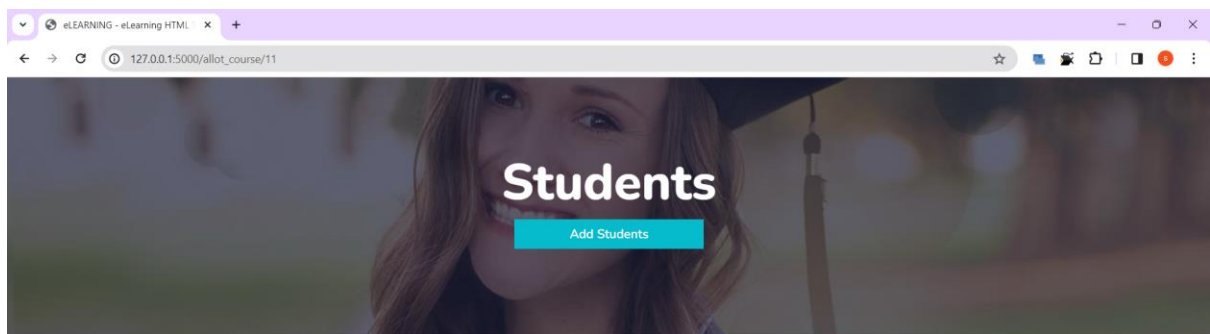 eLEARNING - eLearning HTML
127.0.0.1:5000/allot_course/11
Students
Add Students